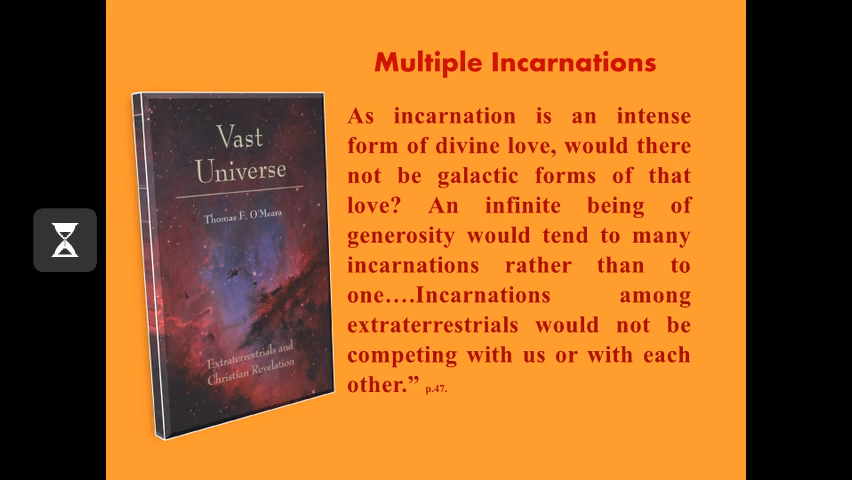 Multiple Incarnations
Vast
Universe
Thomas F. O'Meara
Extraterrestrials and
Christian Revelation
As incarnation is an intense
form of divine love, would there
not be galactic forms of that
love? An infinite being of
generosity would tend to many
incarnations rather than to
one….Incarnations among
extraterrestrials would not be
competing with us or with each
other.” p.47.